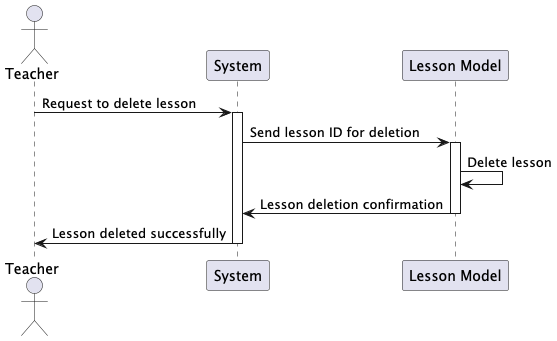 Teacher
System
Lesson Model
Request to delete lesson
Send lesson ID for deletion
Delete lesson
Lesson deletion confirmation
Lesson deleted successfully
Teacher
System
Lesson Model